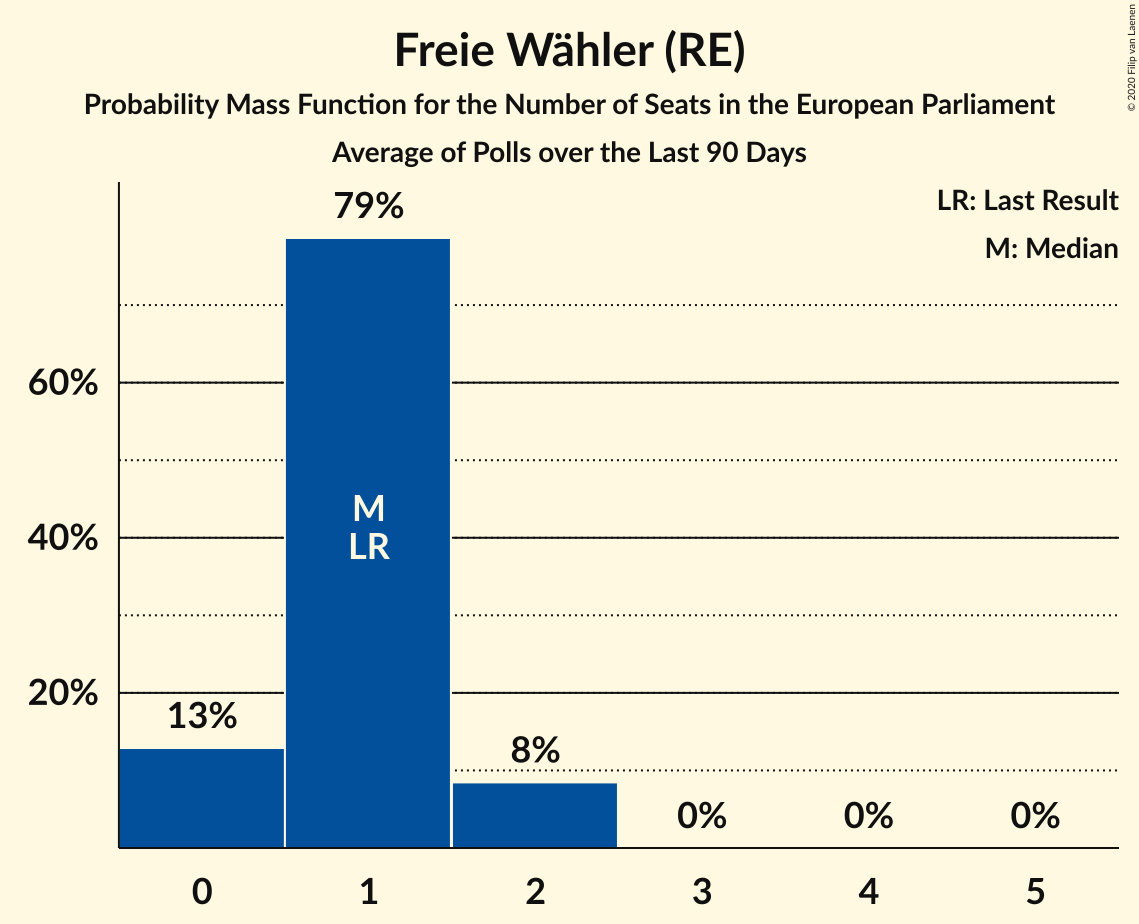 Freie Wähler (RE)
Probability Mass Function for the Number of Seats in the European Parliament
Average of Polls over the Last 90 Days
© 2020 Filip van Laenen
LR: Last Result
M: Median
79%
60%
M
LR
40%
20%
13%
8%
0%
0%
0%
0
1
2
3
4
5